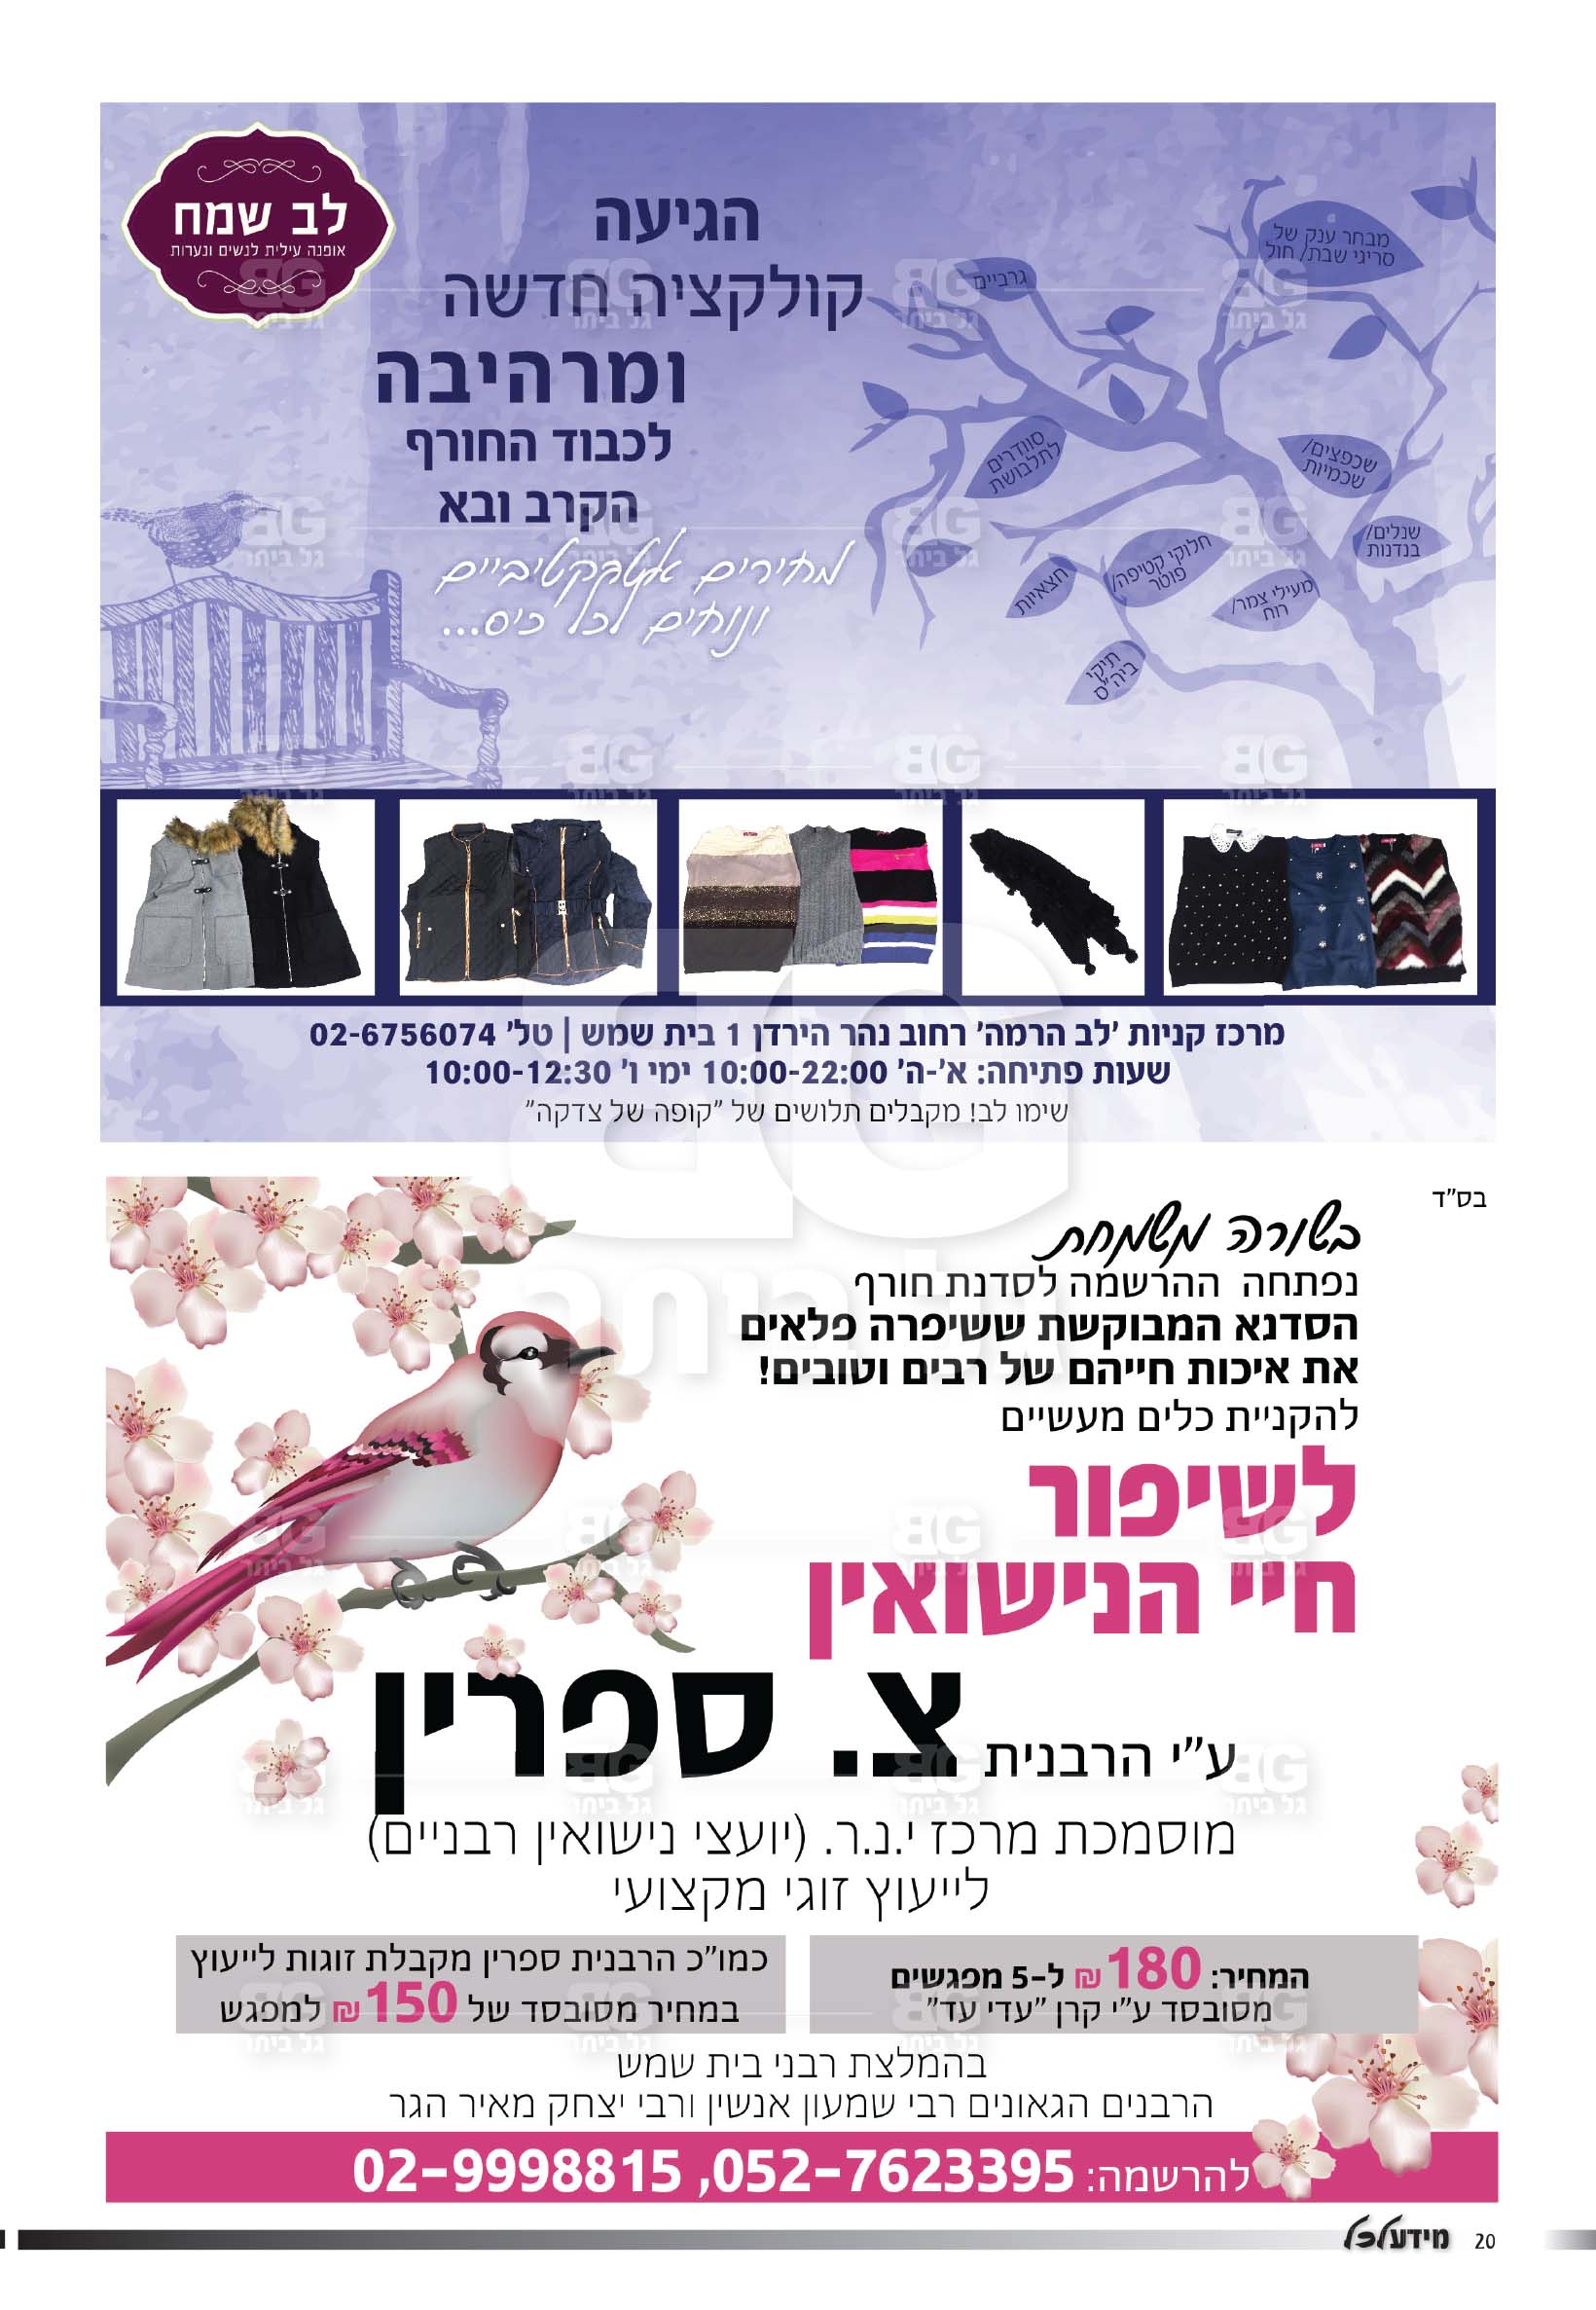 לב שמח
אופנה עילית לנשים ונערות
הגיעה
קולקציה חדשה
ומרהיבה
לכבוד החורף
הקרב ובא
מחירים אטרקטיביים
ונוחים לכל כיס...
מבחר ענק של
סריגי שבת/ חול
גרביים
סוודרים
לתלבושת
שכפצים/
שכמיות
שנלים/
בנדנות
חלוקי קטיפה/
פוטר
חצאיות
מעילי צמר/
רוח
תיקי
ביה"ס
מרכז קניות 'לב הרמה' רחוב נהר הירדן 1 בית שמש | טל' 02-6756074
שעות פתיחה: א'-ה' 10:00-22:00 ימי ו' 10:00-12:30
שימו לב! מקבלים תלושים של "קופה של צדקה"
בס"ד
בשורה משמחת
נפתחה ההרשמה לסדנת חורף
הסדנא המבוקשת ששיפרה פלאים
את איכות חייהם של רבים וטובים!
להקניית כלים מעשיים
לשיפור
חיי הנישואין
ע"י הרבנית צ. ספרין
מוסמכת מרכז י.נ.ר. (יועצי נישואין רבניים)
לייעוץ זוגי מקצועי
המחיר: 180 ₪ ל-5 מפגשים
מסובסד ע"י קרן "עדי עד"
כמו"כ הרבנית ספרין מקבלת זוגות לייעוץ
במחיר מסובסד של 150 ₪ למפגש
בהמלצת רבני בית שמש
הרבנים הגאונים רבי שמעון אנשין ורבי יצחק מאיר הגר
להרשמה: 052-7623395, 02-9998815
20 מידע לכל
BG
גל ביתר